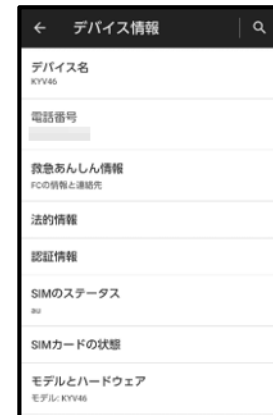 デバイス情報
デバイス名
KYV46
電話番号
救急あんしん情報
FCの情報と連絡先
法的情報
認証情報
SIMのステータス
au
SIMカードの状態
モデルとハードウェア
モデル: KYV46